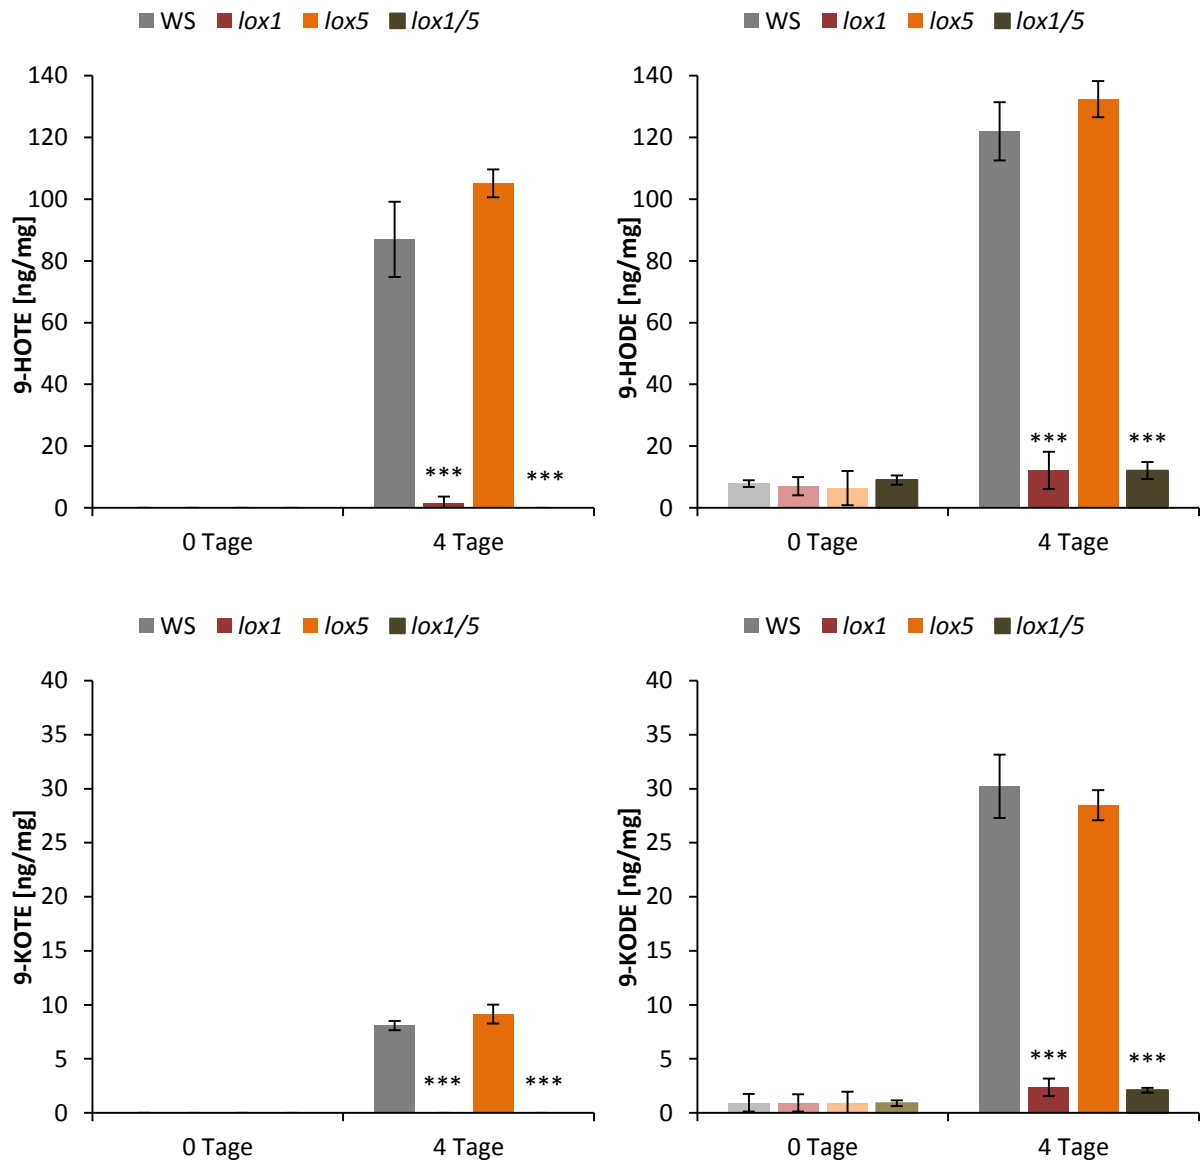 WS lox1 lox5 lox1/5
9-HOTE [ng/mg]
140
120
100
80
60
40
20
0
***
***
0 Tage
4 Tage
WS lox1 lox5 lox1/5
9-HODE [ng/mg]
140
120
100
80
60
40
20
0
***
***
0 Tage
4 Tage
WS lox1 lox5 lox1/5
9-KOTE [ng/mg]
40
35
30
25
20
15
10
5
0
***
***
0 Tage
4 Tage
WS lox1 lox5 lox1/5
9-KODE [ng/mg]
40
35
30
25
20
15
10
5
0
***
***
0 Tage
4 Tage